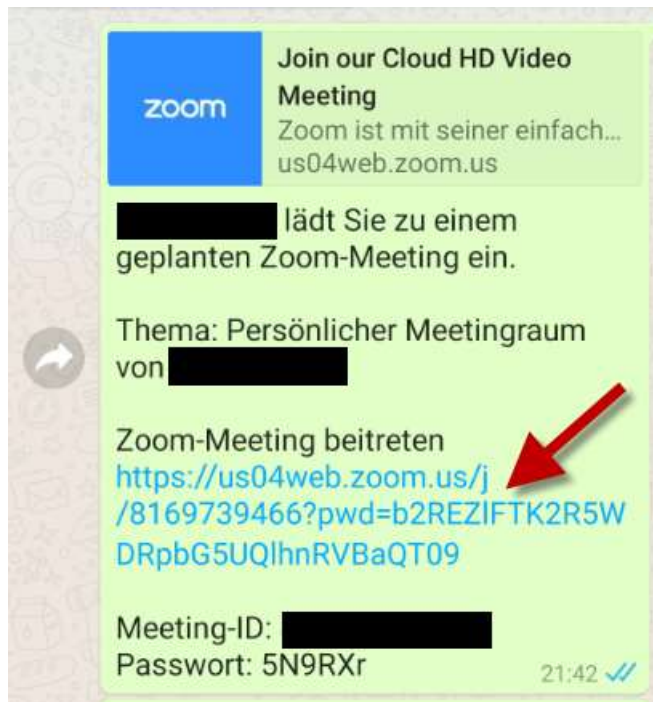 zoom
Join our Cloud HD Video
Meeting
Zoom ist mit seiner einfach...
us04web.zoom.us
lädt Sie zu einem
geplanten Zoom-Meeting ein.
Thema: Persönlicher Meetingraum
von
Zoom-Meeting beitreten
https://us04web.zoom.us/j
/8169739466?pwd=b2REZlFTK2R5W
DRpbG5UQlhnRVBaQT09
Meeting-ID:
Passwort: 5N9RXr
21:42